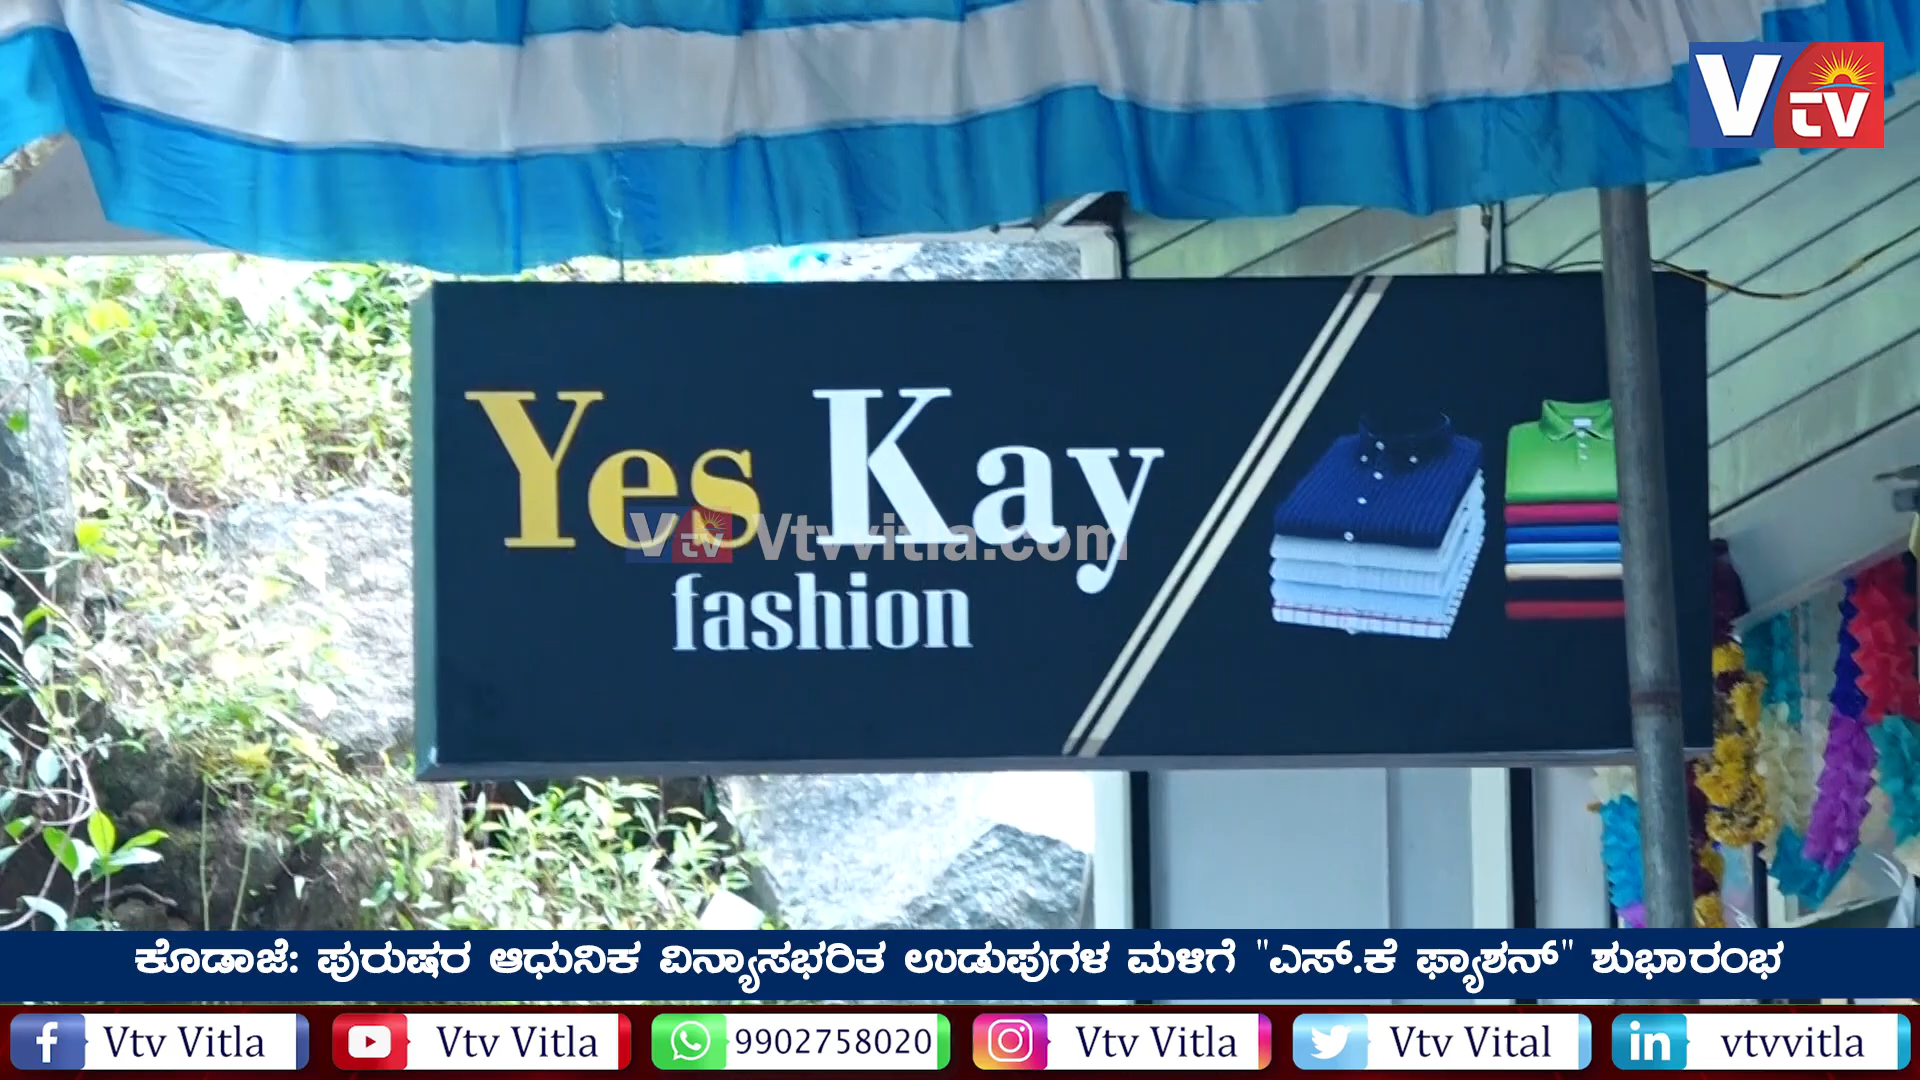 Vtv
Yes Kay
Vtv Vtvvitla.com
fashion
ಕೊಡಾಜೆ: ಪುರುಷರ ಆಧುನಿಕ ವಿನ್ಯಾಸಭರಿತ ಉಡುಪುಗಳ ಮಳಿಗೆ "ಎಸ್.ಕೆ ಫ್ಯಾಶನ್" ಶುಭಾರಂಭ
Vtv Vitla Vtv Vitla 9902758020 Vtv Vitla Vtv Vital vtvvitla